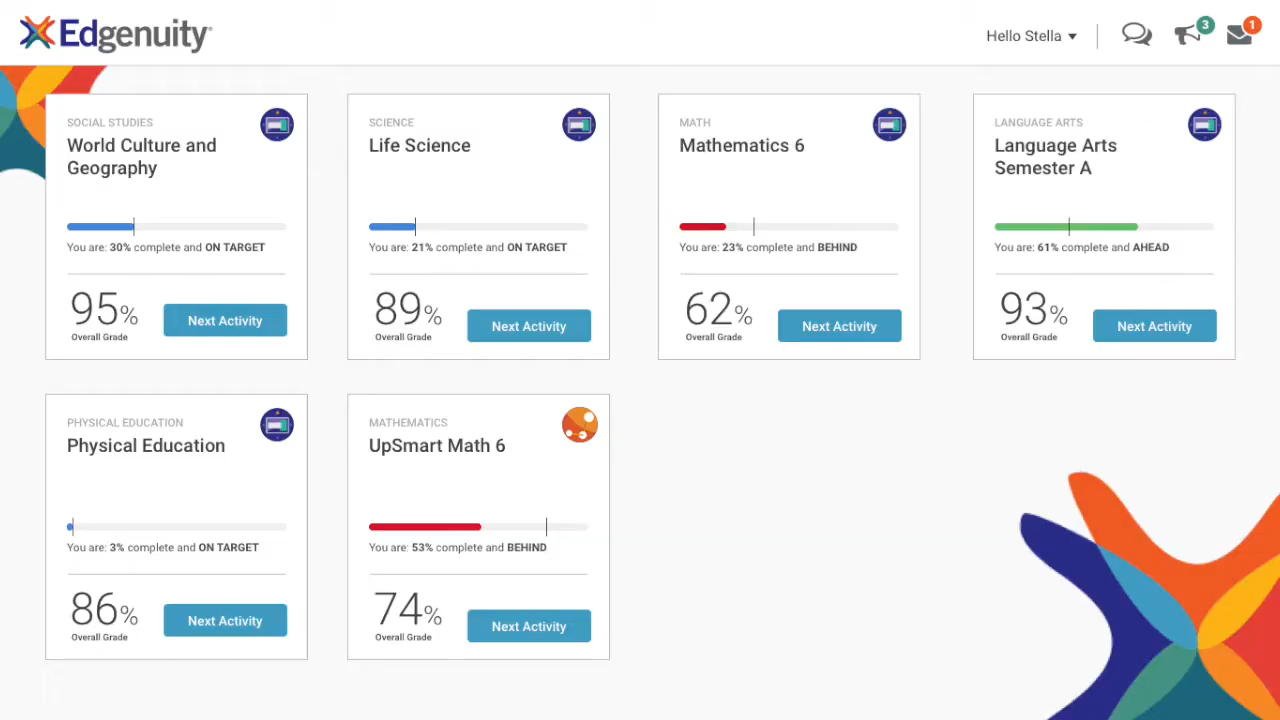 Edgenuity
Hello Stella
3
1
SOCIAL STUDIES
World Culture and
Geography
You are: 30% complete and ON TARGET
95%
Overall Grade
Next Activity
SCIENCE
Life Science
You are: 21% complete and ON TARGET
89%
Overall Grade
Next Activity
MATH
Mathematics 6
You are: 23% complete and BEHIND
62%
Overall Grade
Next Activity
LANGUAGE ARTS
Language Arts
Semester A
You are: 61% complete and AHEAD
93%
Overall Grade
Next Activity
PHYSICAL EDUCATION
Physical Education
You are: 3% complete and ON TARGET
86%
Overall Grade
Next Activity
MATHEMATICS
UpSmart Math 6
You are: 53% complete and BEHIND
74%
Overall Grade
Next Activity